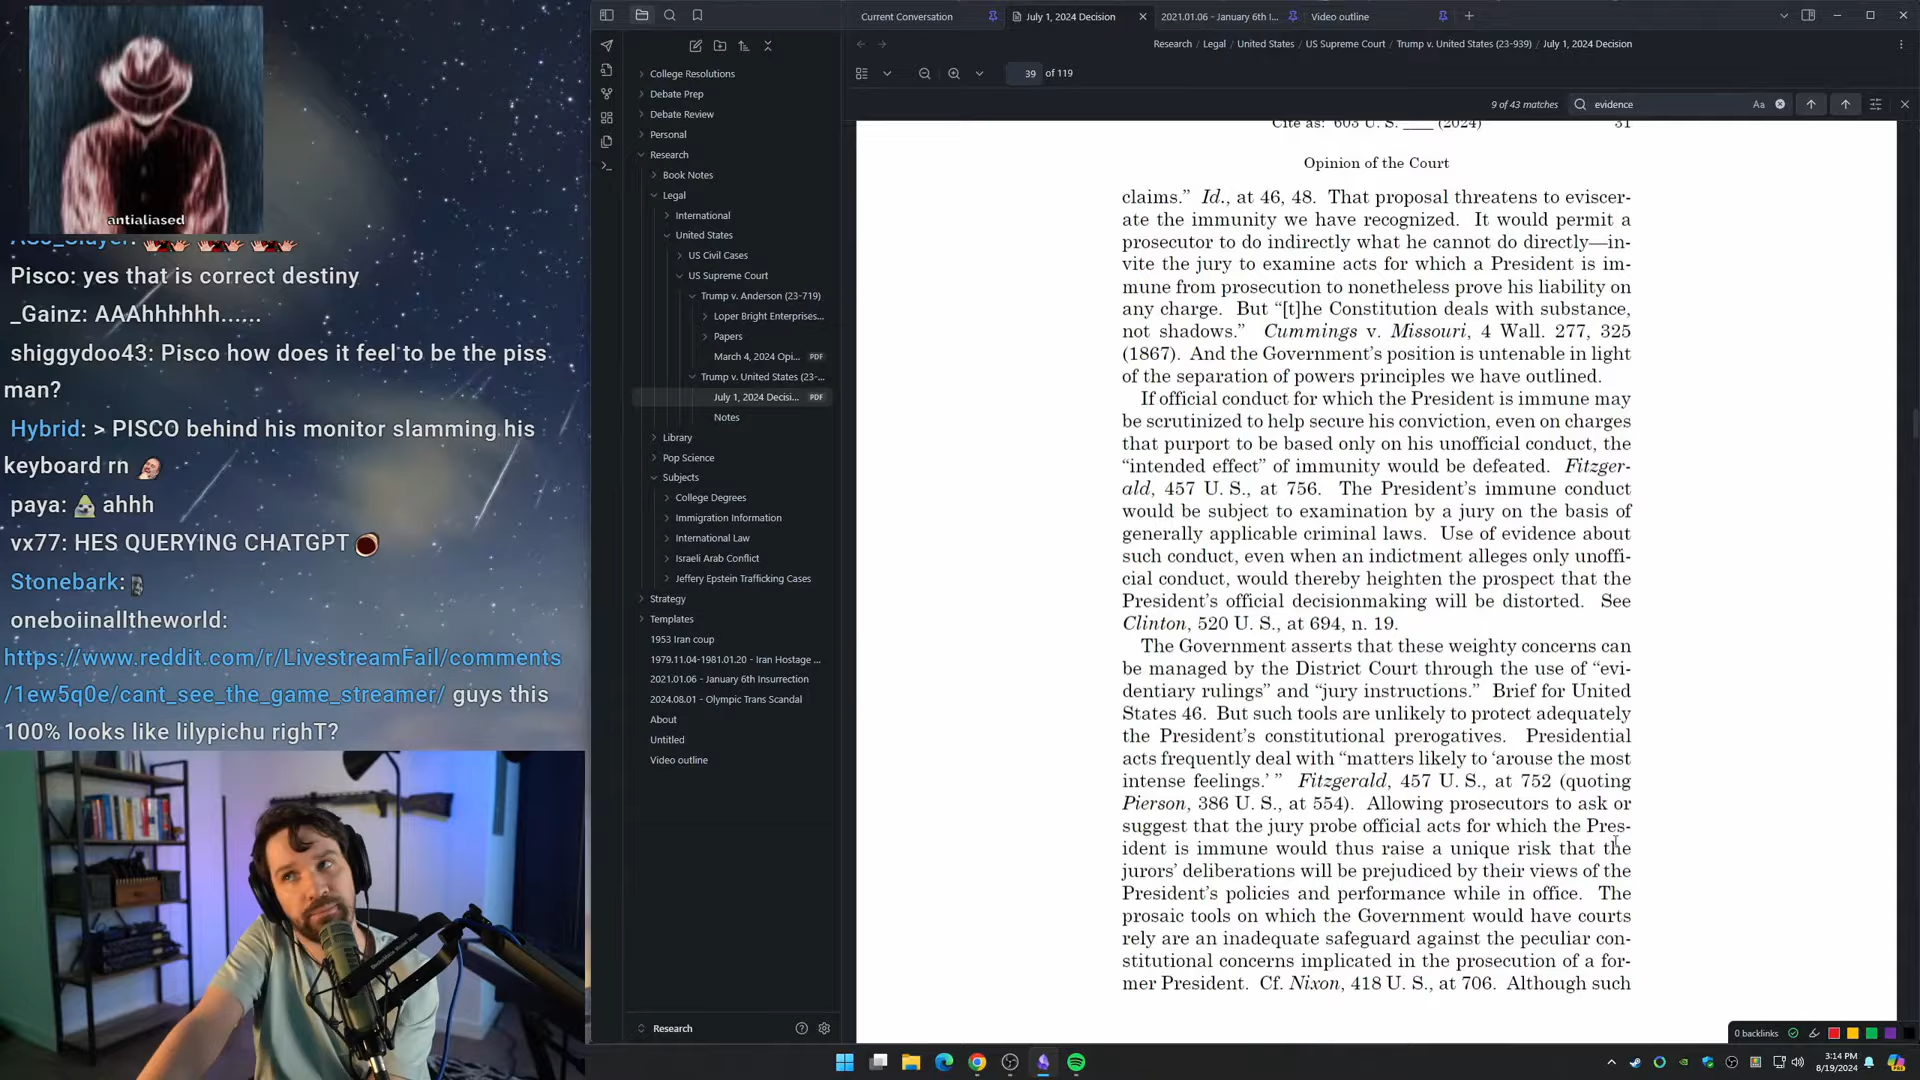 antialiased
Pisco: yes that is correct destiny
_Gainz: AAAhhhhhh......
shiggydoo43: Pisco how does it feel to be the piss
man?
Hybrid: > PISCO behind his monitor slamming his
keyboard rn
paya: ahhh
vx77: HES QUERYING CHATGPT
Stonebark:
oneboiinalltheworld:
https://www.reddit.com/r/LivestreamFail/comments
/1ew5q0e/cant_see_the_game_streamer/ guys this
100% looks like lilypichu righT?
College Resolutions
Debate Prep
Debate Review
Personal
Research
Book Notes
Legal
International
United States
US Civil Cases
US Supreme Court
Trump v. Anderson (23-719)
Loper Bright Enterprises...
Papers
March 4, 2024 Opi... PDF
Trump v. United States (23-...
July 1, 2024 Decisi... PDF
Notes
Library
Pop Science
Subjects
College Degrees
Immigration Information
International Law
Israeli Arab Conflict
Jeffery Epstein Trafficking Cases
Strategy
Templates
1953 Iran coup
1979.11.04-1981.01.20 - Iran Hostage ...
2021.01.06 - January 6th Insurrection
2024.08.01 - Olympic Trans Scandal
About
Untitled
Video outline
Research
Current Conversation
July 1, 2024 Decision
2021.01.06 - January 6th I...
Video outline
Research / Legal / United States / US Supreme Court / Trump v. United States (23-939) / July 1, 2024 Decision
39 of 119
9 of 43 matches
evidence
Aa
Cite as: 603 U. S. ____ (2024) 31
Opinion of the Court
claims.” Id., at 46, 48. That proposal threatens to eviscer-
ate the immunity we have recognized. It would permit a
prosecutor to do indirectly what he cannot do directly—in-
vite the jury to examine acts for which a President is im-
mune from prosecution to nonetheless prove his liability on
any charge. But “[t]he Constitution deals with substance,
not shadows.” Cummings v. Missouri, 4 Wall. 277, 325
(1867). And the Government’s position is untenable in light
of the separation of powers principles we have outlined.
If official conduct for which the President is immune may
be scrutinized to help secure his conviction, even on charges
that purport to be based only on his unofficial conduct, the
“intended effect” of immunity would be defeated. Fitzger-
ald, 457 U. S., at 756. The President’s immune conduct
would be subject to examination by a jury on the basis of
generally applicable criminal laws. Use of evidence about
such conduct, even when an indictment alleges only unoffi-
cial conduct, would thereby heighten the prospect that the
President’s official decisionmaking will be distorted. See
Clinton, 520 U. S., at 694, n. 19.
The Government asserts that these weighty concerns can
be managed by the District Court through the use of “evi-
dentiary rulings” and “jury instructions.” Brief for United
States 46. But such tools are unlikely to protect adequately
the President’s constitutional prerogatives. Presidential
acts frequently deal with “matters likely to ‘arouse the most
intense feelings.’ ” Fitzgerald, 457 U. S., at 752 (quoting
Pierson, 386 U. S., at 554). Allowing prosecutors to ask or
suggest that the jury probe official acts for which the Pres-
ident is immune would thus raise a unique risk that the
jurors’ deliberations will be prejudiced by their views of the
President’s policies and performance while in office. The
prosaic tools on which the Government would have courts
rely are an inadequate safeguard against the peculiar con-
stitutional concerns implicated in the prosecution of a for-
mer President. Cf. Nixon, 418 U. S., at 706. Although such
0 backlinks
3:14 PM
8/19/2024